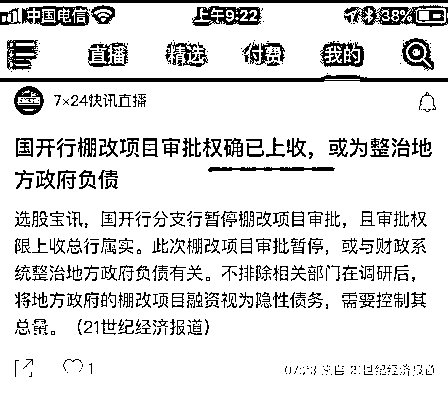 中国电信 上午9:22 38%
直播 精选 付费 我的
7×24快讯直播
国开行棚改项目审批权确已上收，或为整治地
方政府负债
选股宝讯，国开行分支行暂停棚改项目审批，且审批权
限上收总行属实。此次棚改项目审批暂停，或与财政系
统整治地方政府负债有关。不排除相关部门在调研后，
将地方政府的棚改项目融资视为隐性债务，需要控制其
总量。（21世纪经济报道）
1 来自 21世纪经济报道